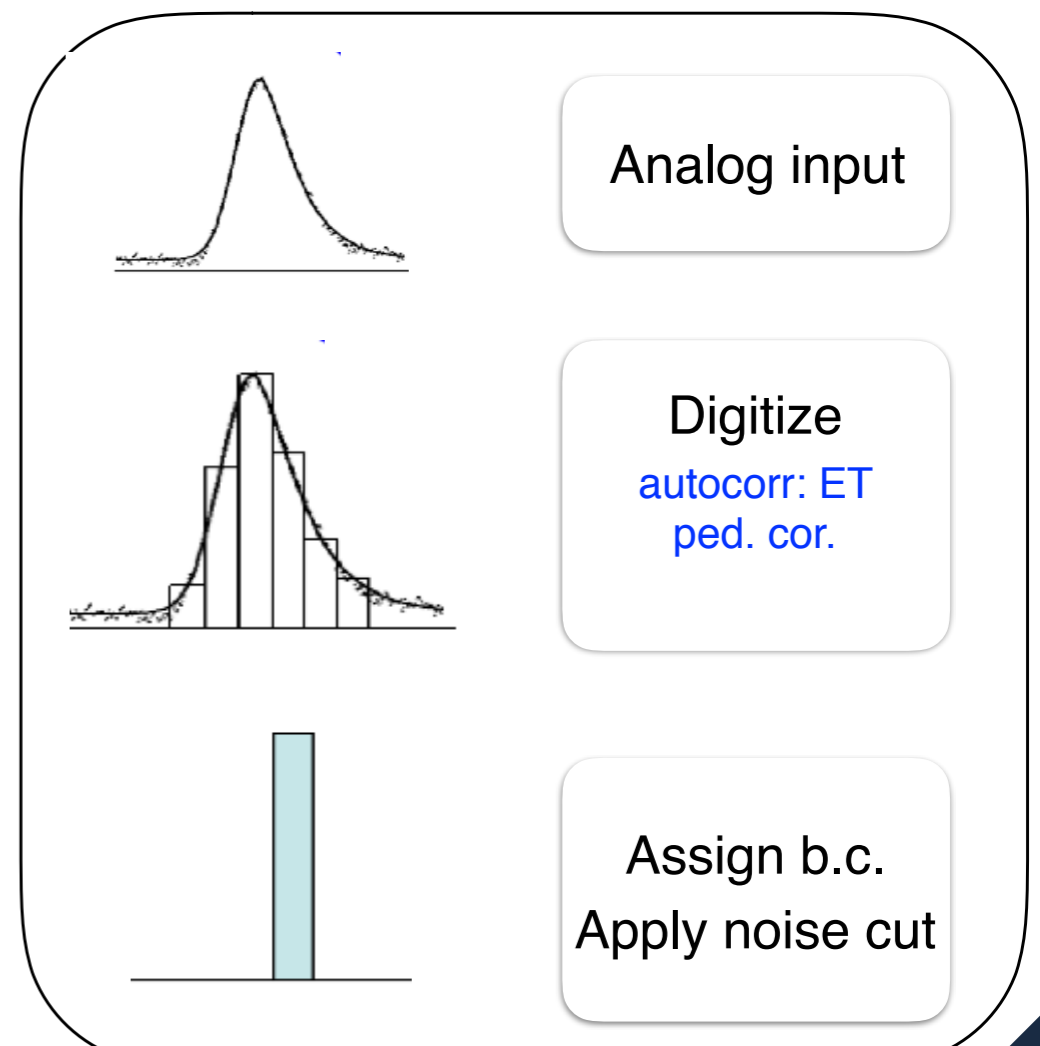 Analog input
Digitize
autocorr: ET
ped. cor.
Assign b.c.
Apply noise cut